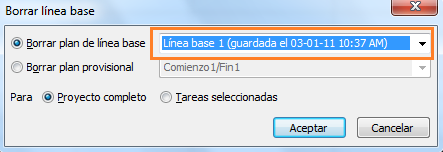 Borrar línea base
Borrar plan de línea base Línea base 1 (guardada el 03-01-11 10:37 AM)
Borrar plan provisional Comienzo1/Fin1
Para Proyecto completo Tareas seleccionadas
Aceptar Cancelar